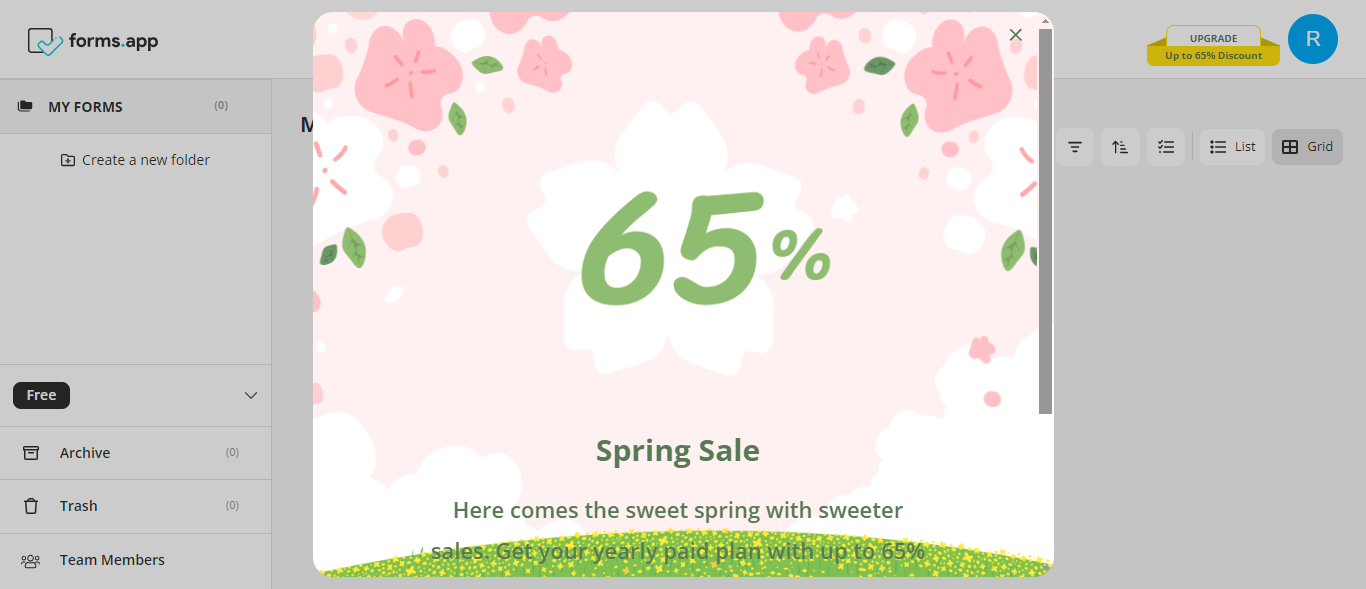 forms.app
UPGRADE
Up to 65% Discount
R
MY FORMS (0)
Create a new folder
List
Grid
65%
Free
Archive (0)
Trash (0)
Team Members
Spring Sale
Here comes the sweet spring with sweeter
sales. Get your yearly paid plan with up to 65%